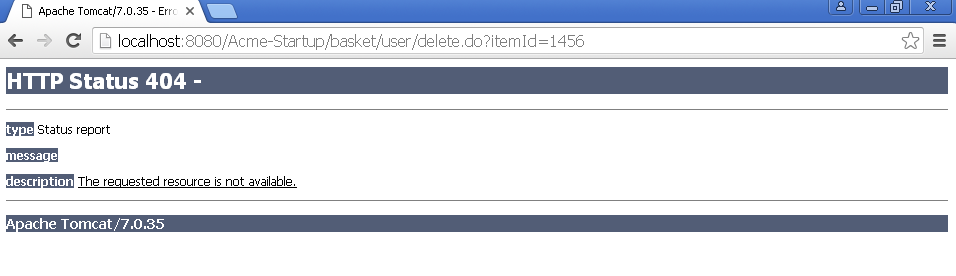 Apache Tomcat/7.0.35 - Erro
localhost:8080/Acme-Startup/basket/user/delete.do?itemId=1456
HTTP Status 404 -
type Status report
message
description The requested resource is not available.
Apache Tomcat/7.0.35